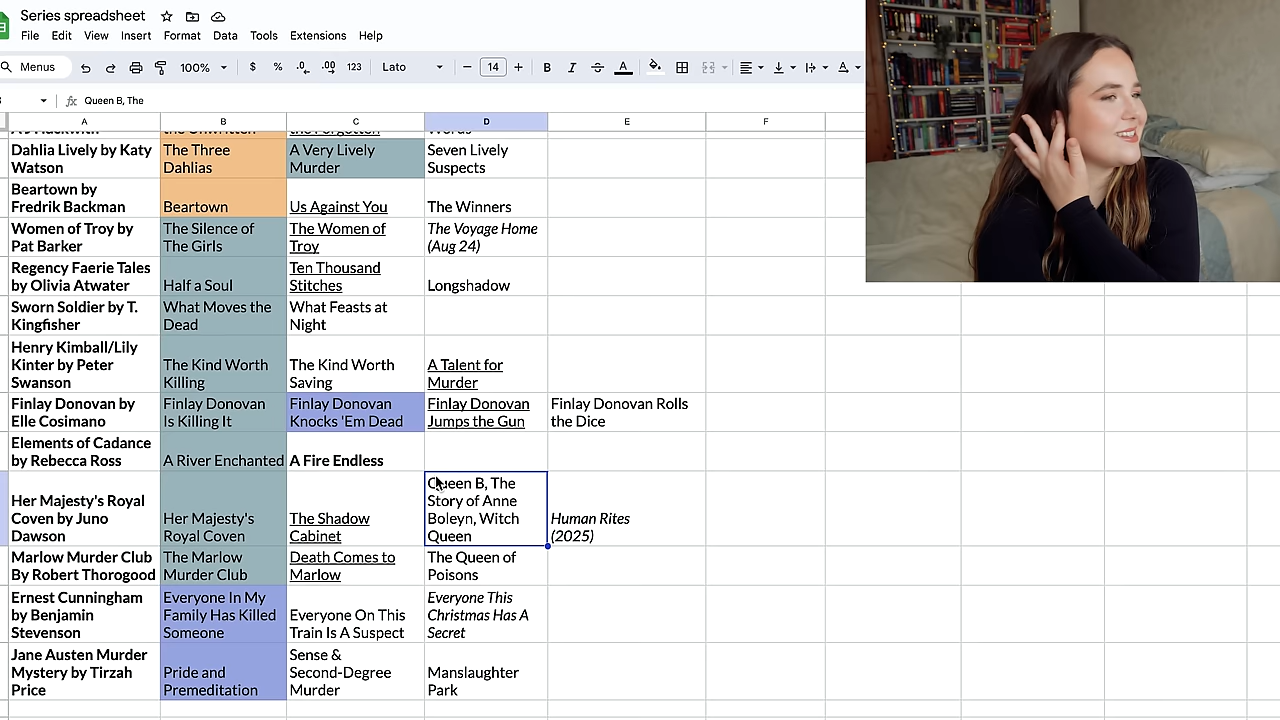 Series spreadsheet
File Edit View Insert Format Data Tools Extensions Help
Menus 100% $ % .0 .00 123 Lato 14 B I S A A
fx Queen B, The
A B C D E F
the Unwritten the Forgotten Words
Dahlia Lively by Katy The Three A Very Lively Seven Lively
Watson Dahlias Murder Suspects
Beartown by
Fredrik Backman Beartown Us Against You The Winners
Women of Troy by The Silence of The Women of The Voyage Home
Pat Barker The Girls Troy (Aug 24)
Regency Faerie Tales Ten Thousand
by Olivia Atwater Half a Soul Stitches Longshadow
Sworn Soldier by T. What Moves the What Feasts at
Kingfisher Dead Night
Henry Kimball/Lily
Kinter by Peter The Kind Worth The Kind Worth A Talent for
Swanson Killing Saving Murder
Finlay Donovan by Finlay Donovan Finlay Donovan Finlay Donovan Finlay Donovan Rolls
Elle Cosimano Is Killing It Knocks 'Em Dead Jumps the Gun the Dice
Elements of Cadance
by Rebecca Ross A River Enchanted A Fire Endless
Queen B, The
Her Majesty's Royal Story of Anne
Coven by Juno Her Majesty's The Shadow Boleyn, Witch Human Rites
Dawson Royal Coven Cabinet Queen (2025)
Marlow Murder Club The Marlow Death Comes to The Queen of
By Robert Thorogood Murder Club Marlow Poisons
Ernest Cunningham Everyone In My Everyone This
by Benjamin Family Has Killed Everyone On This Christmas Has A
Stevenson Someone Train Is A Suspect Secret
Jane Austen Murder Sense &
Mystery by Tirzah Pride and Second-Degree Manslaughter
Price Premeditation Murder Park